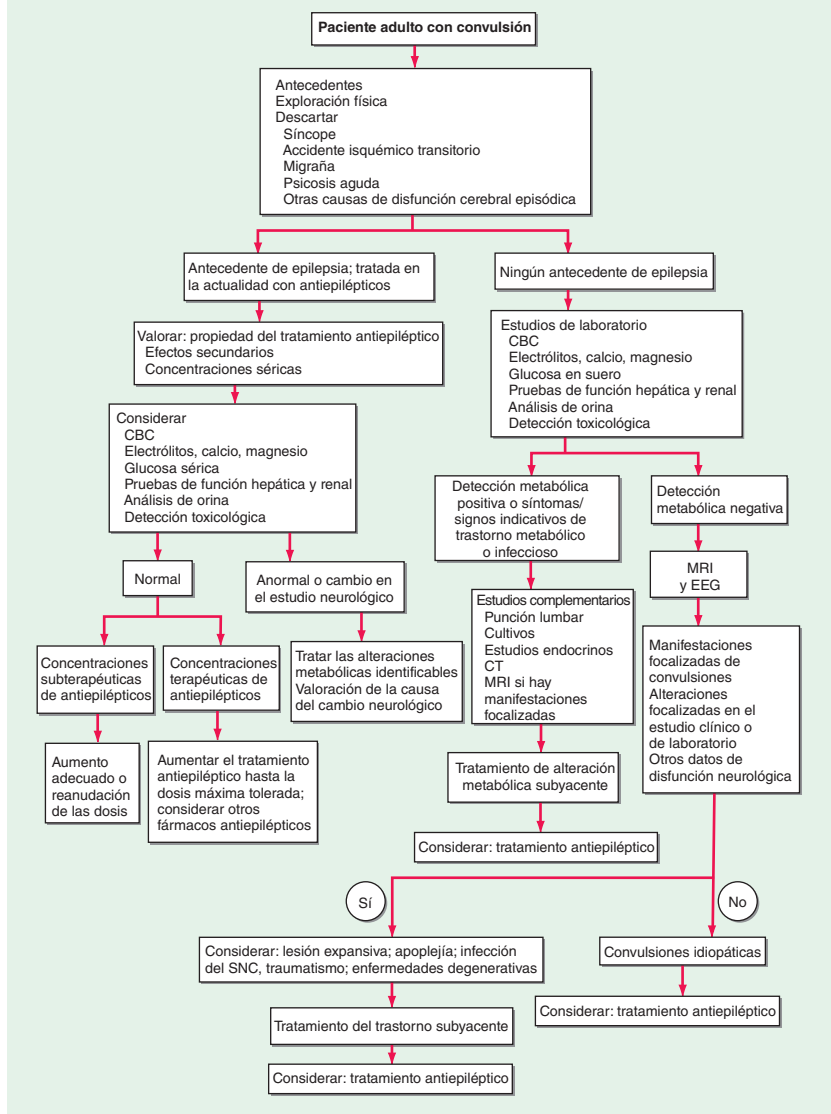 Paciente adulto con convulsión
Antecedentes
Exploración física
Descartar
Síncope
Accidente isquémico transitorio
Migraña
Psicosis aguda
Otras causas de disfunción cerebral episódica
Antecedente de epilepsia; tratada en
la actualidad con antiepilépticos
Ningún antecedente de epilepsia
Valorar: propiedad del tratamiento antiepiléptico
Efectos secundarios
Concentraciones séricas
Estudios de laboratorio
CBC
Electrólitos, calcio, magnesio
Glucosa en suero
Pruebas de función hepática y renal
Análisis de orina
Detección toxicológica
Considerar
CBC
Electrólitos, calcio, magnesio
Glucosa sérica
Pruebas de función hepática y renal
Análisis de orina
Detección toxicológica
Detección metabólica
positiva o síntomas/
signos indicativos de
trastorno metabólico
o infeccioso
Detección
metabólica negativa
Normal
Anormal o cambio en
el estudio neurológico
MRI
y EEG
Estudios complementarios
Punción lumbar
Cultivos
Estudios endocrinos
CT
MRI si hay
manifestaciones
focalizadas
Manifestaciones
focalizadas de
convulsiones
Alteraciones
focalizadas en el
estudio clínico o
de laboratorio
Otros datos de
disfunción neurológica
Concentraciones
subterapéuticas
de antiepilépticos
Concentraciones
terapéuticas de
antiepilépticos
Tratar las alteraciones
metabólicas identificables
Valoración de la causa
del cambio neurológico
Aumento
adecuado o
reanudación
de las dosis
Aumentar el tratamiento
antiepiléptico hasta la
dosis máxima tolerada;
considerar otros
fármacos antiepilépticos
Tratamiento de alteración
metabólica subyacente
Considerar: tratamiento antiepiléptico
Sí
No
Considerar: lesión expansiva; apoplejía; infección
del SNC, traumatismo; enfermedades degenerativas
Convulsiones idiopáticas
Tratamiento del trastorno subyacente
Considerar: tratamiento antiepiléptico
Considerar: tratamiento antiepiléptico